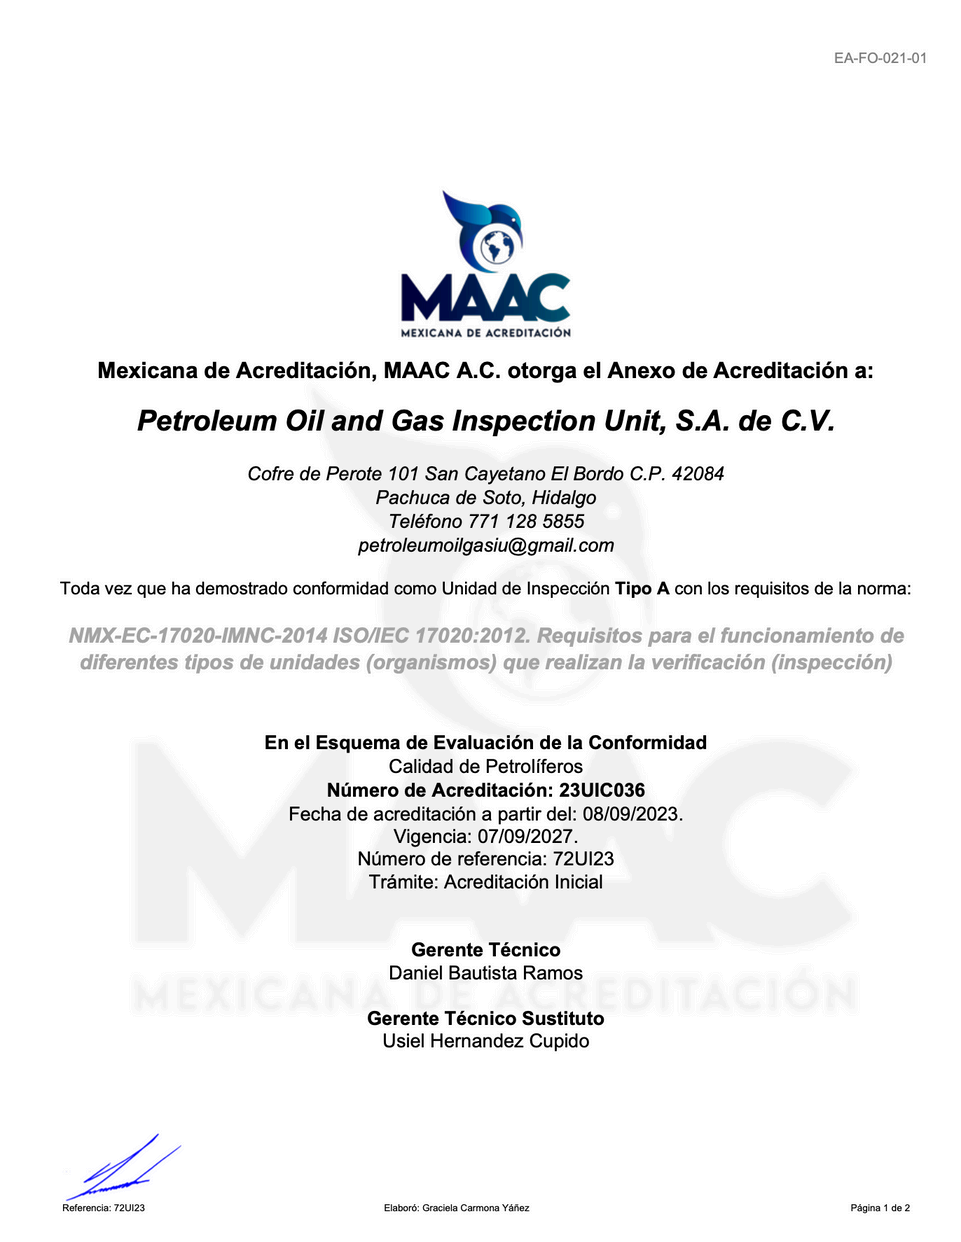 EA-FO-021-01
MAAC
MEXICANA DE ACREDITACIÓN
Mexicana de Acreditación, MAAC A.C. otorga el Anexo de Acreditación a:
Petroleum Oil and Gas Inspection Unit, S.A. de C.V.
Cofre de Perote 101 San Cayetano El Bordo C.P. 42084
Pachuca de Soto, Hidalgo
Teléfono 771 128 5855
petroleumoilgasiu@gmail.com
Toda vez que ha demostrado conformidad como Unidad de Inspección Tipo A con los requisitos de la norma:
NMX-EC-17020-IMNC-2014 ISO/IEC 17020:2012. Requisitos para el funcionamiento de
diferentes tipos de unidades (organismos) que realizan la verificación (inspección)
En el Esquema de Evaluación de la Conformidad
Calidad de Petrolíferos
Número de Acreditación: 23UIC036
Fecha de acreditación a partir del: 08/09/2023.
Vigencia: 07/09/2027.
Número de referencia: 72UI23
Trámite: Acreditación Inicial
MAAC
Gerente Técnico
Daniel Bautista Ramos
MEXICANA DE ACREDITACIÓN
Gerente Técnico Sustituto
Usiel Hernandez Cupido
Referencia: 72UI23
Elaboró: Graciela Carmona Yáñez
Página 1 de 2